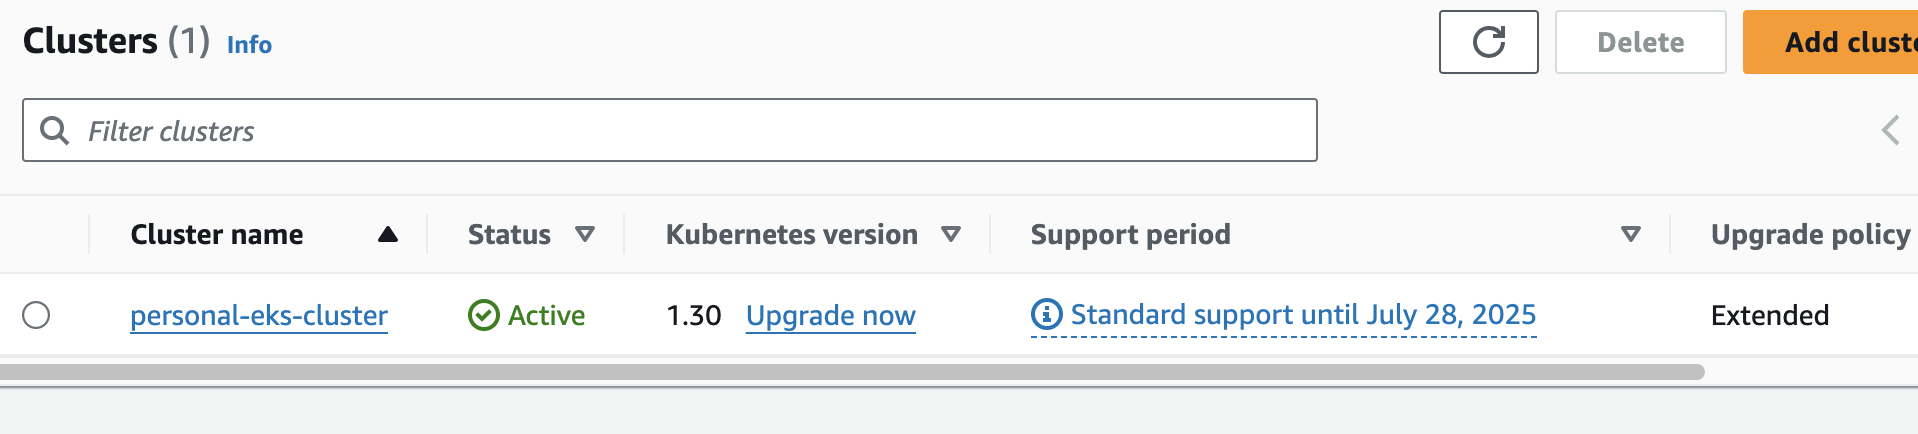 Clusters (1) Info
Delete
Add cluste
Filter clusters
Cluster name Status Kubernetes version Support period Upgrade policy
personal-eks-cluster Active 1.30 Upgrade now Standard support until July 28, 2025 Extended